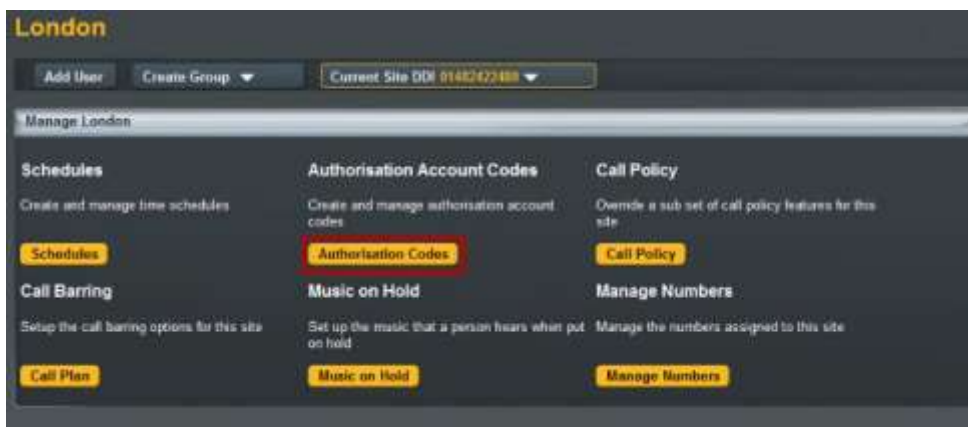 London
Add User
Create Group
Current Site DDI 01482422480
Manage London
Schedules
Authorisation Account Codes
Call Policy
Create and manage time schedules
Create and manage authorisation account
codes
Override a sub set of call policy features for this
site
Schedules
Authorisation Codes
Call Policy
Call Barring
Music on Hold
Manage Numbers
Setup the call barring options for this site
Set up the music that a person hears when put
on hold
Manage the numbers assigned to this site
Call Plan
Music on Hold
Manage Numbers